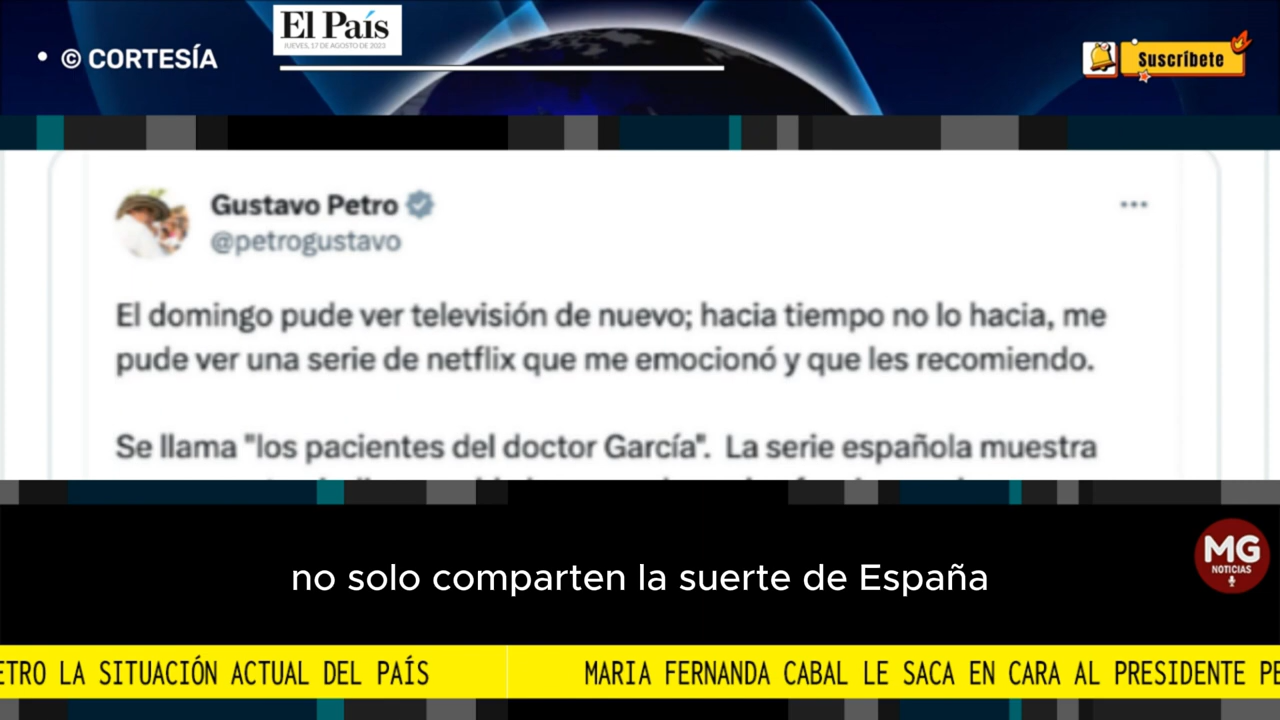 El País
JUEVES, 17 DE AGOSTO DE 2023
• © CORTESÍA
Suscríbete
Gustavo Petro
@petrogustavo
El domingo pude ver televisión de nuevo; hacia tiempo no lo hacia, me
pude ver una serie de netflix que me emocionó y que les recomiendo.
Se llama "los pacientes del doctor García". La serie española muestra
no solo comparten la suerte de España
MG
NOTICIAS
ETRO LA SITUACIÓN ACTUAL DEL PAÍS
MARIA FERNANDA CABAL LE SACA EN CARA AL PRESIDENTE PE